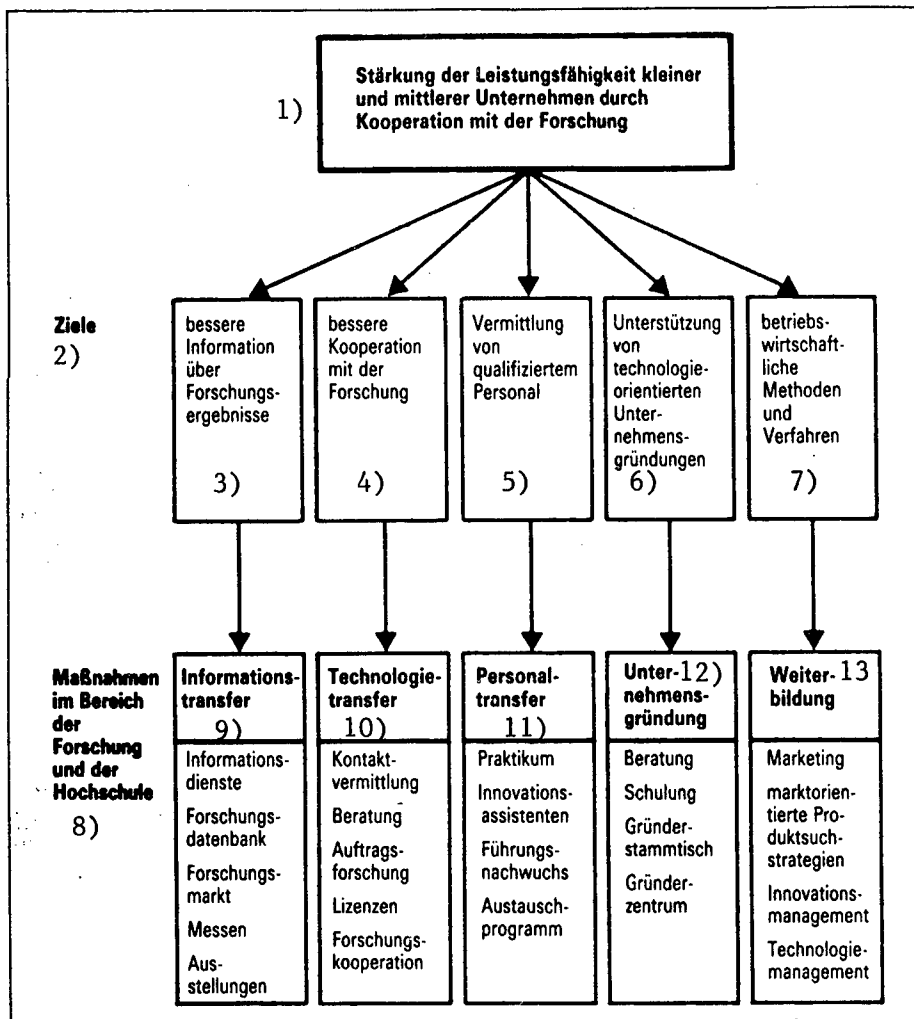 Stärkung der Leistungsfähigkeit kleiner
und mittlerer Unternehmen durch
Kooperation mit der Forschung
1)
Ziele
2)
bessere
Information
über
Forschungs-
ergebnisse
3)
bessere
Kooperation
mit der
Forschung
4)
Vermittlung
von
qualifiziertem
Personal
5)
Unterstützung
von
technologie-
orientierten
Unter-
nehmens-
gründungen
6)
betriebs-
wirtschaft-
liche
Methoden
und
Verfahren
7)
Maßnahmen
im Bereich
der
Forschung
und der
Hochschule
8)
Informations-
transfer
9)
Informations-
dienste
Forschungs-
datenbank
Forschungs-
markt
Messen
Aus-
stellungen
Technologie-
transfer
10)
Kontakt-
vermittlung
Beratung
Auftrags-
forschung
Lizenzen
Forschungs-
kooperation
Personal-
transfer
11)
Praktikum
Innovations-
assistenten
Führungs-
nachwuchs
Austausch-
programm
Unter- 12)
nehmens-
gründung
Beratung
Schulung
Gründer-
stammtisch
Gründer-
zentrum
Weiter- 13
bildung
Marketing
marktorien-
tierte Pro-
duktsuch-
strategien
Innovations-
management
Technologie-
management